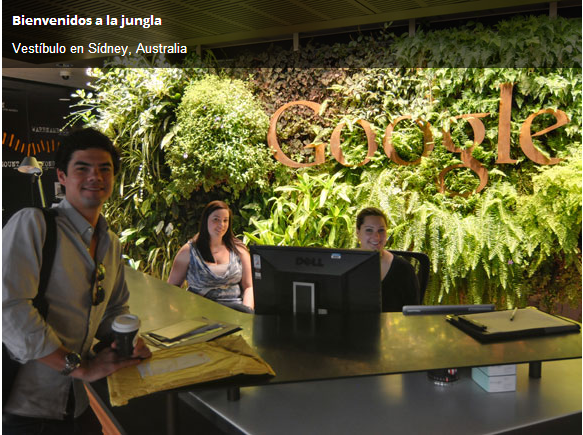 Bienvenidos a la jungla
Vestíbulo en Sídney, Australia
Google
DELL